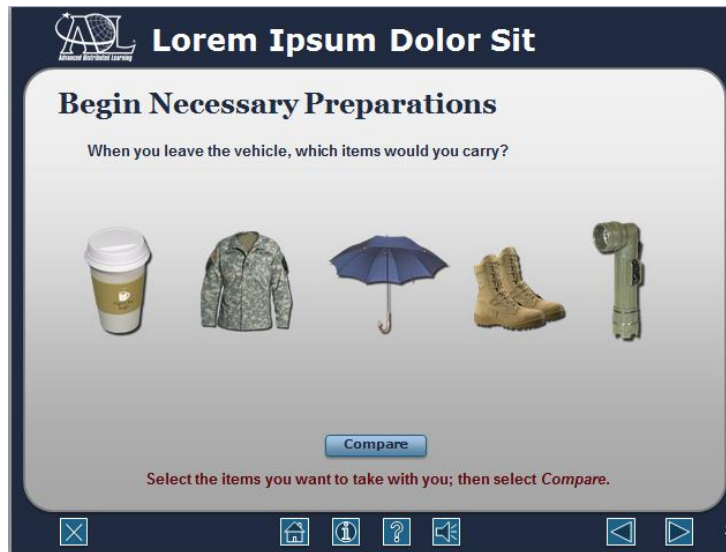 ADL
Advanced Distributed Learning
Lorem Ipsum Dolor Sit
Begin Necessary Preparations
When you leave the vehicle, which items would you carry?
Compare
Select the items you want to take with you; then select Compare.